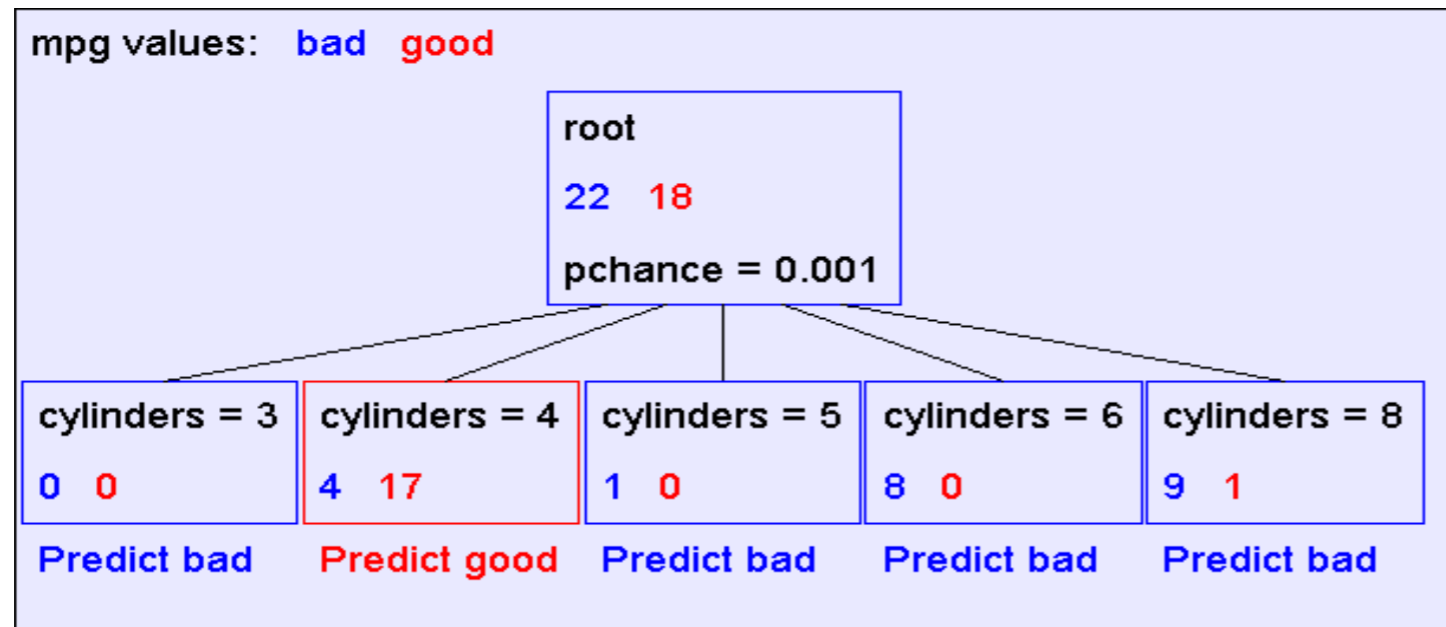 mpg values: bad good
root
22 18
pchance = 0.001
cylinders = 3
0 0
Predict bad
cylinders = 4
4 17
Predict good
cylinders = 5
1 0
Predict bad
cylinders = 6
8 0
Predict bad
cylinders = 8
9 1
Predict bad